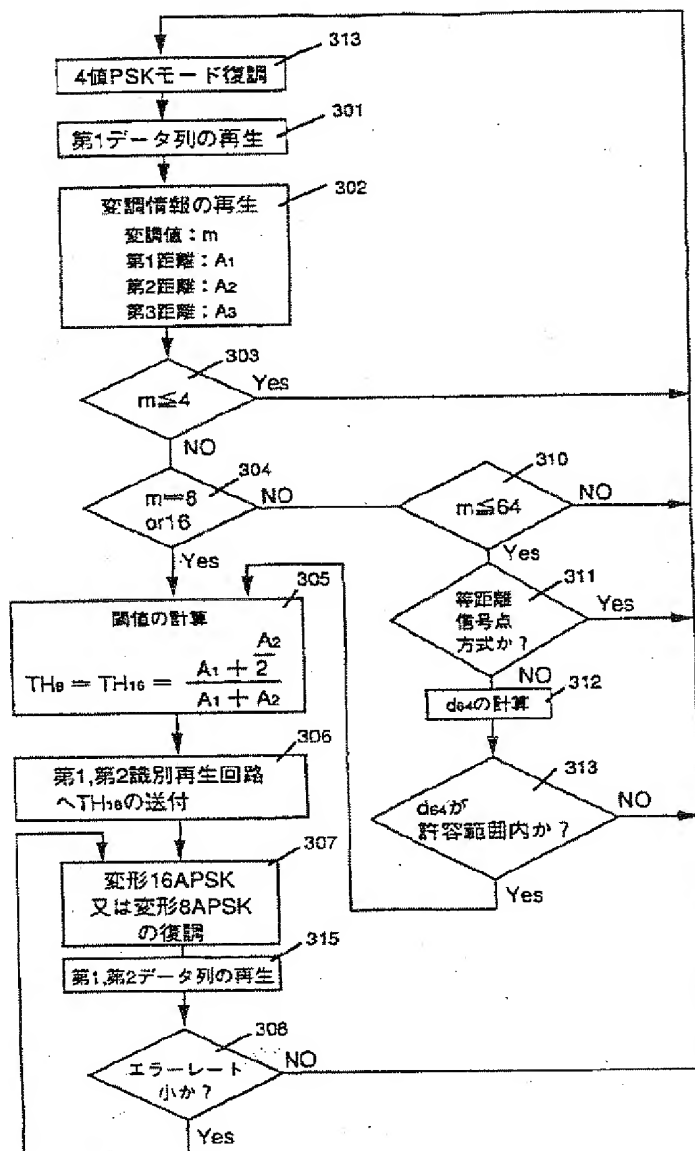 313
4値PSKモード復調
301
第1データ列の再生
302
変調情報の再生
変調値：m
第1距離：A1
第2距離：A2
第3距離：A3
303
m≦4
Yes
NO
304
m=8
or16
NO
Yes
310
m≦64
NO
Yes
311
等距離
信号点
方式か？
Yes
NO
312
d64の計算
313
d64が
許容範囲内か？
NO
Yes
305
閾値の計算
TH8 = TH16 = (A1 + A2/2) / (A1 + A2)
306
第1,第2識別再生回路
へTH16の送付
307
変形16APSK
又は変形8APSK
の復調
315
第1,第2データ列の再生
308
エラーレート
小か？
NO
Yes